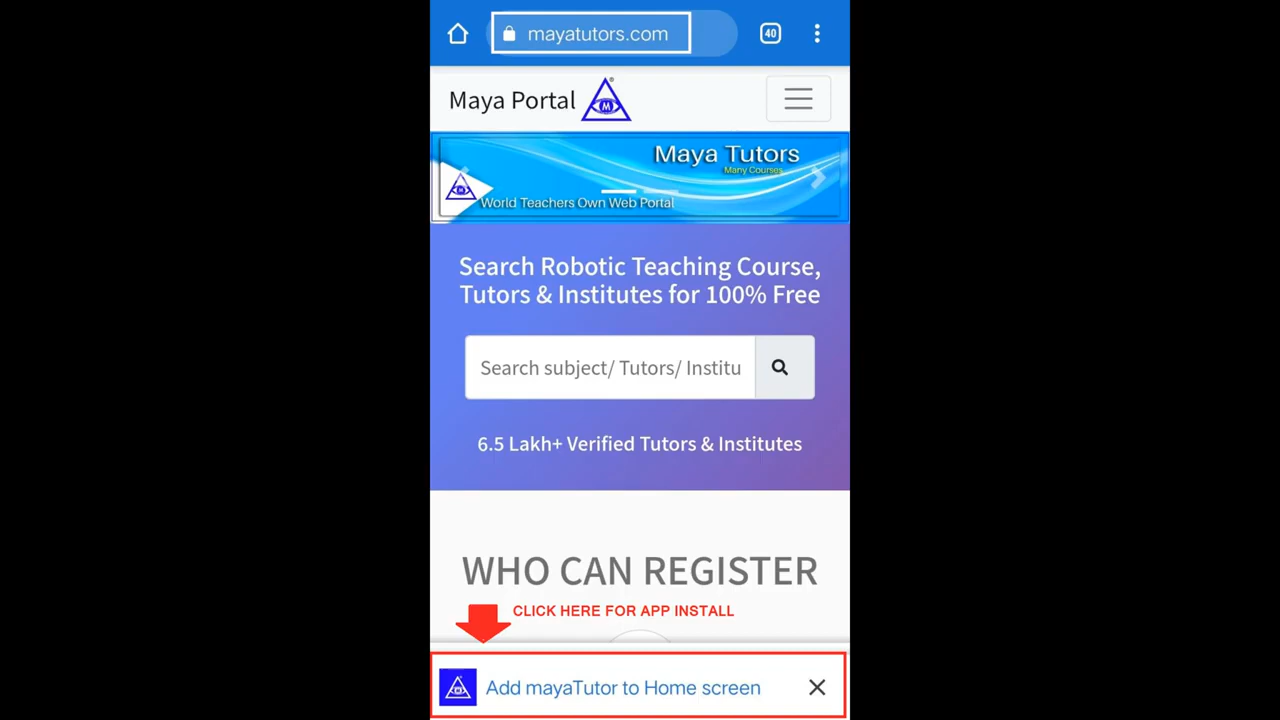 mayatutors.com
40
Maya Portal
M
Maya Tutors
Many Courses
World Teachers Own Web Portal
Search Robotic Teaching Course,
Tutors & Institutes for 100% Free
Search subject/ Tutors/ Institu
6.5 Lakh+ Verified Tutors & Institutes
WHO CAN REGISTER
CLICK HERE FOR APP INSTALL
Add mayaTutor to Home screen